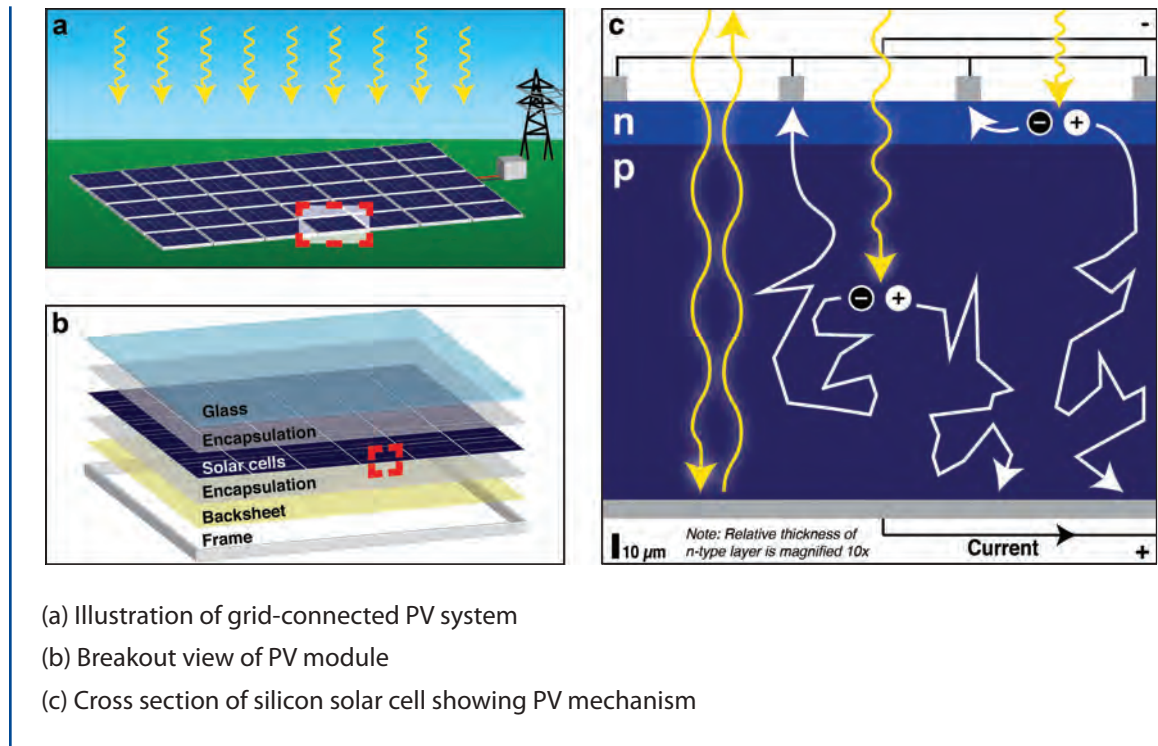 a
b
Glass
Encapsulation
Solar cells
Encapsulation
Backsheet
Frame
c
-
n
− +
p
− +
10 µm
Note: Relative thickness of
n-type layer is magnified 10x
Current
+
(a) Illustration of grid-connected PV system
(b) Breakout view of PV module
(c) Cross section of silicon solar cell showing PV mechanism